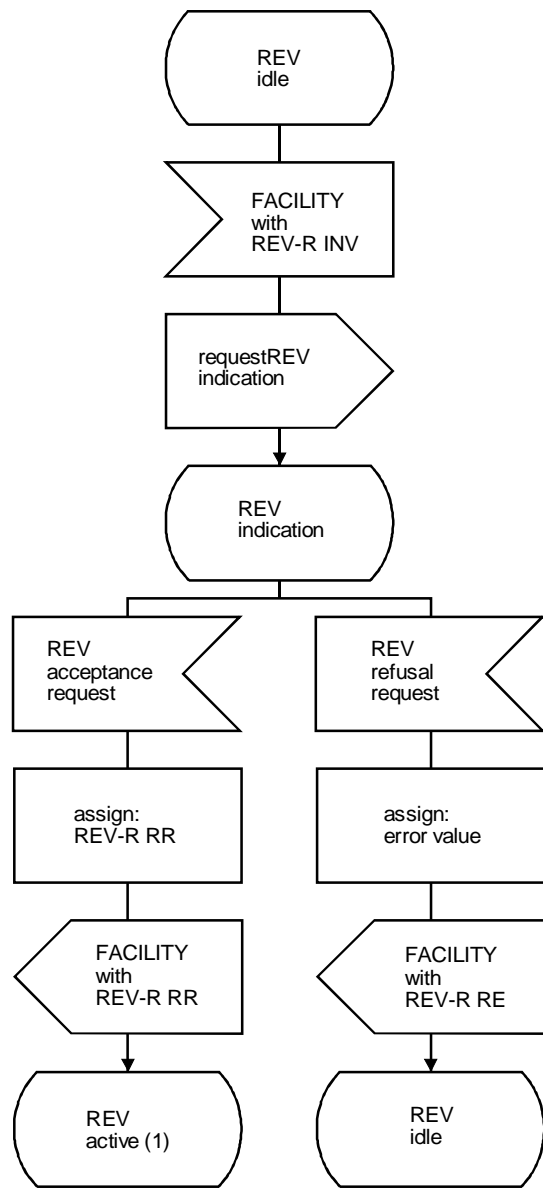 REV
idle
FACILITY
with
REV-R INV
requestREV
indication
REV
indication
REV
acceptance
request
REV
refusal
request
assign:
REV-R RR
assign:
error value
FACILITY
with
REV-R RR
FACILITY
with
REV-R RE
REV
active (1)
REV
idle